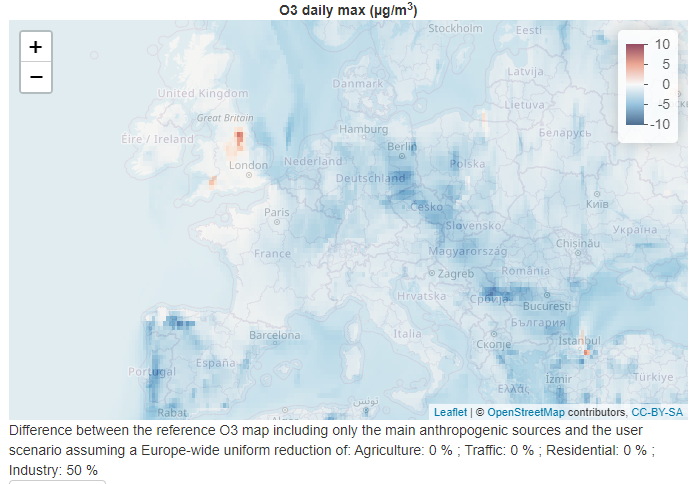 O3 daily max (µg/m³)
+
−
10
5
0
-5
-10
Stockholm
Eesti
Latvija
Danmark
United Kingdom
Lietuva
Great Britain
Hamburg
Беларусь
Éire / Ireland
Berlin
London
Nederland
Polska
Deutschland
Київ
Česko
Paris
Slovensko
Україна
France
Magyarország
Chișinău
Zagreb
România
Hrvatska
Србија
București
Barcelona
Italia
България
Скопје
İstanbul
Portugal
España
Ελλάς
İzmir
Türkiye
تونس
Rabat
Leaflet | © OpenStreetMap contributors, CC-BY-SA
Difference between the reference O3 map including only the main anthropogenic sources and the user
scenario assuming a Europe-wide uniform reduction of: Agriculture: 0 % ; Traffic: 0 % ; Residential: 0 % ;
Industry: 50 %